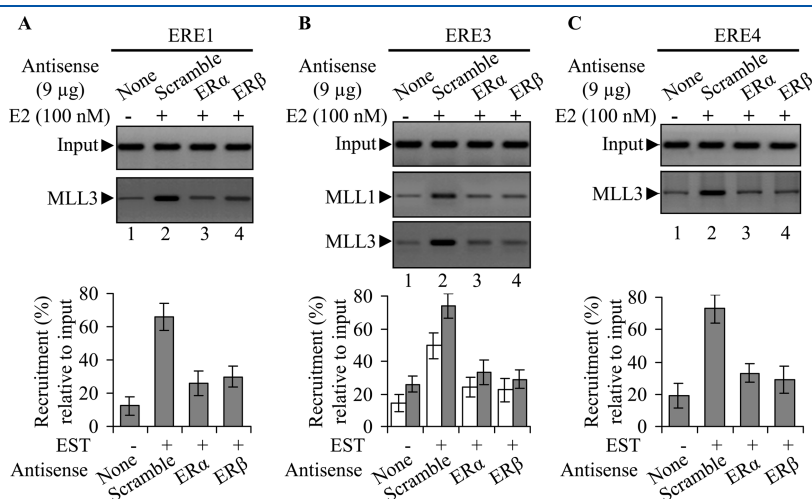 A
ERE1
Antisense
(9 µg)
None
Scramble
ERα
ERβ
E2 (100 nM)
- + + +
Input
MLL3
1 2 3 4
Recruitment (%)
relative to input
80
60
40
20
0
EST - + + +
Antisense None Scramble ERα ERβ
B
ERE3
Antisense
(9 µg)
None
Scramble
ERα
ERβ
E2 (100 nM)
- + + +
Input
MLL1
MLL3
1 2 3 4
Recruitment (%)
relative to input
80
60
40
20
0
EST - + + +
Antisense None Scramble ERα ERβ
C
ERE4
Antisense
(9 µg)
None
Scramble
ERα
ERβ
E2 (100 nM)
- + + +
Input
MLL3
1 2 3 4
Recruitment (%)
relative to input
80
60
40
20
0
EST - + + +
Antisense None Scramble ERα ERβ